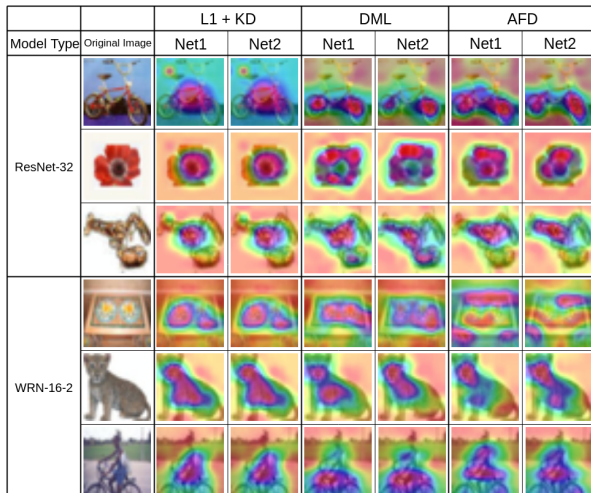 L1 + KD DML AFD
Model Type Original Image Net1 Net2 Net1 Net2 Net1 Net2
ResNet-32
WRN-16-2